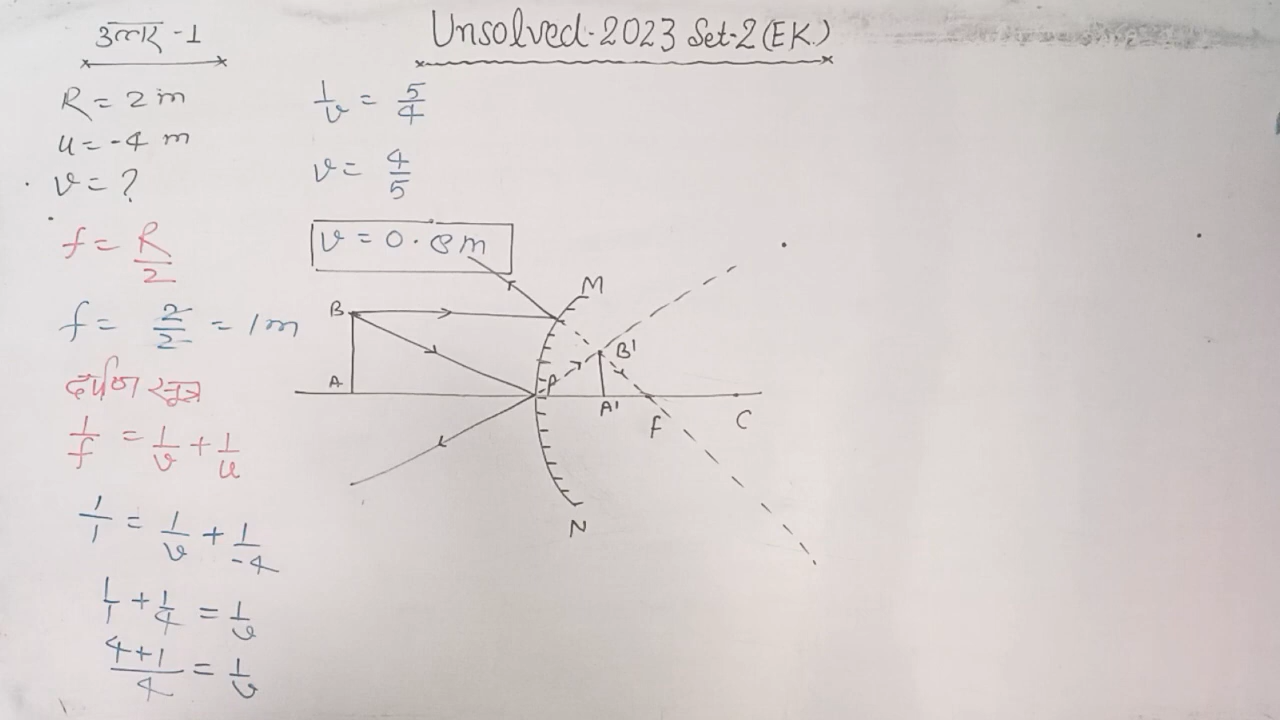 उत्तर -1
Unsolved-2023 Set-2 (EK.)
R = 2 m
u = -4 m
v = ?
f = R/2
f = 2/2 = 1m
दर्पण सूत्र
1/f = 1/v + 1/u
1/1 = 1/v + 1/-4
1/1 + 1/4 = 1/v
4+1/4 = 1/v
1/v = 5/4
v = 4/5
v = 0.8m
M
B
B'
A
P
A'
F
C
N